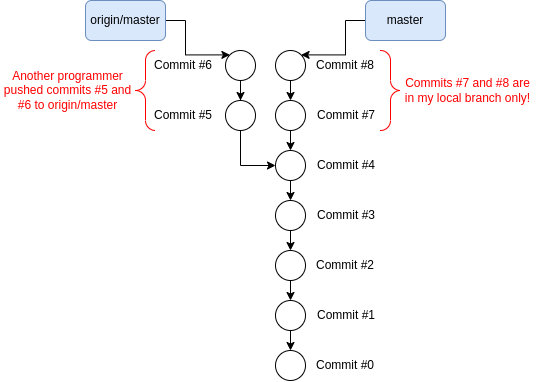 origin/master
master
Commit #6
Commit #8
Another programmer
pushed commits #5 and
#6 to origin/master
Commits #7 and #8 are
in my local branch only!
Commit #5
Commit #7
Commit #4
Commit #3
Commit #2
Commit #1
Commit #0